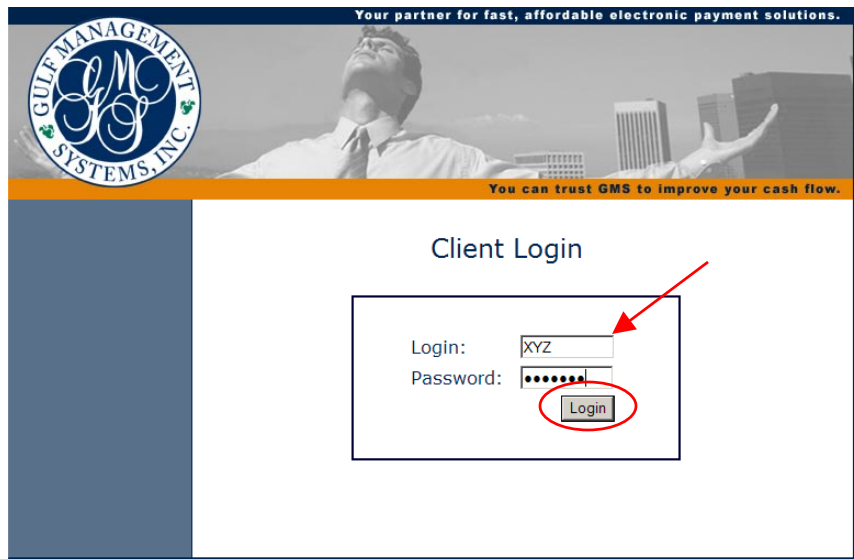 Your partner for fast, affordable electronic payment solutions.
GULF MANAGEMENT SYSTEMS, INC.
GMS
You can trust GMS to improve your cash flow.
Client Login
Login: XYZ
Password: •••••••
Login